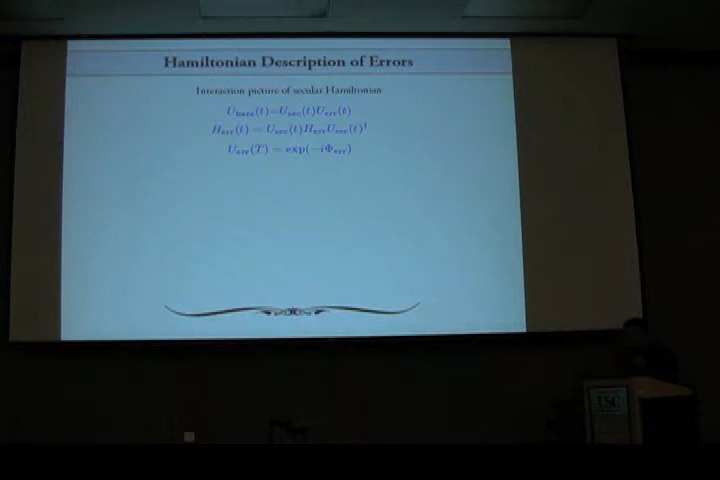 Hamiltonian Description of Errors
Interaction picture of secular Hamiltonian
U_bare(t)=U_sec(t)U_err(t)
H_err(t) = U_sec(t)H_err U_sec(t)†
U_err(T) = exp(−iΦ_err)
USC